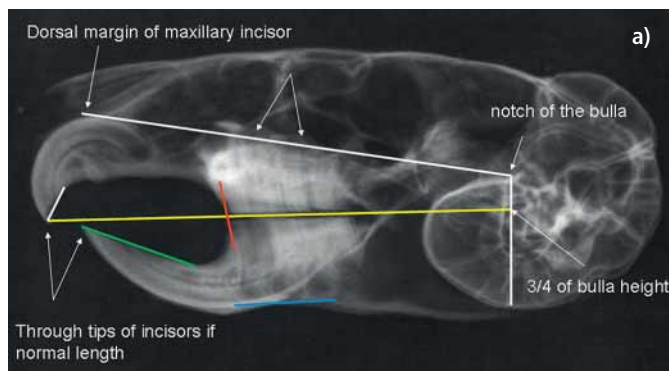 Dorsal margin of maxillary incisor
a)
notch of the bulla
3/4 of bulla height
Through tips of incisors if
normal length